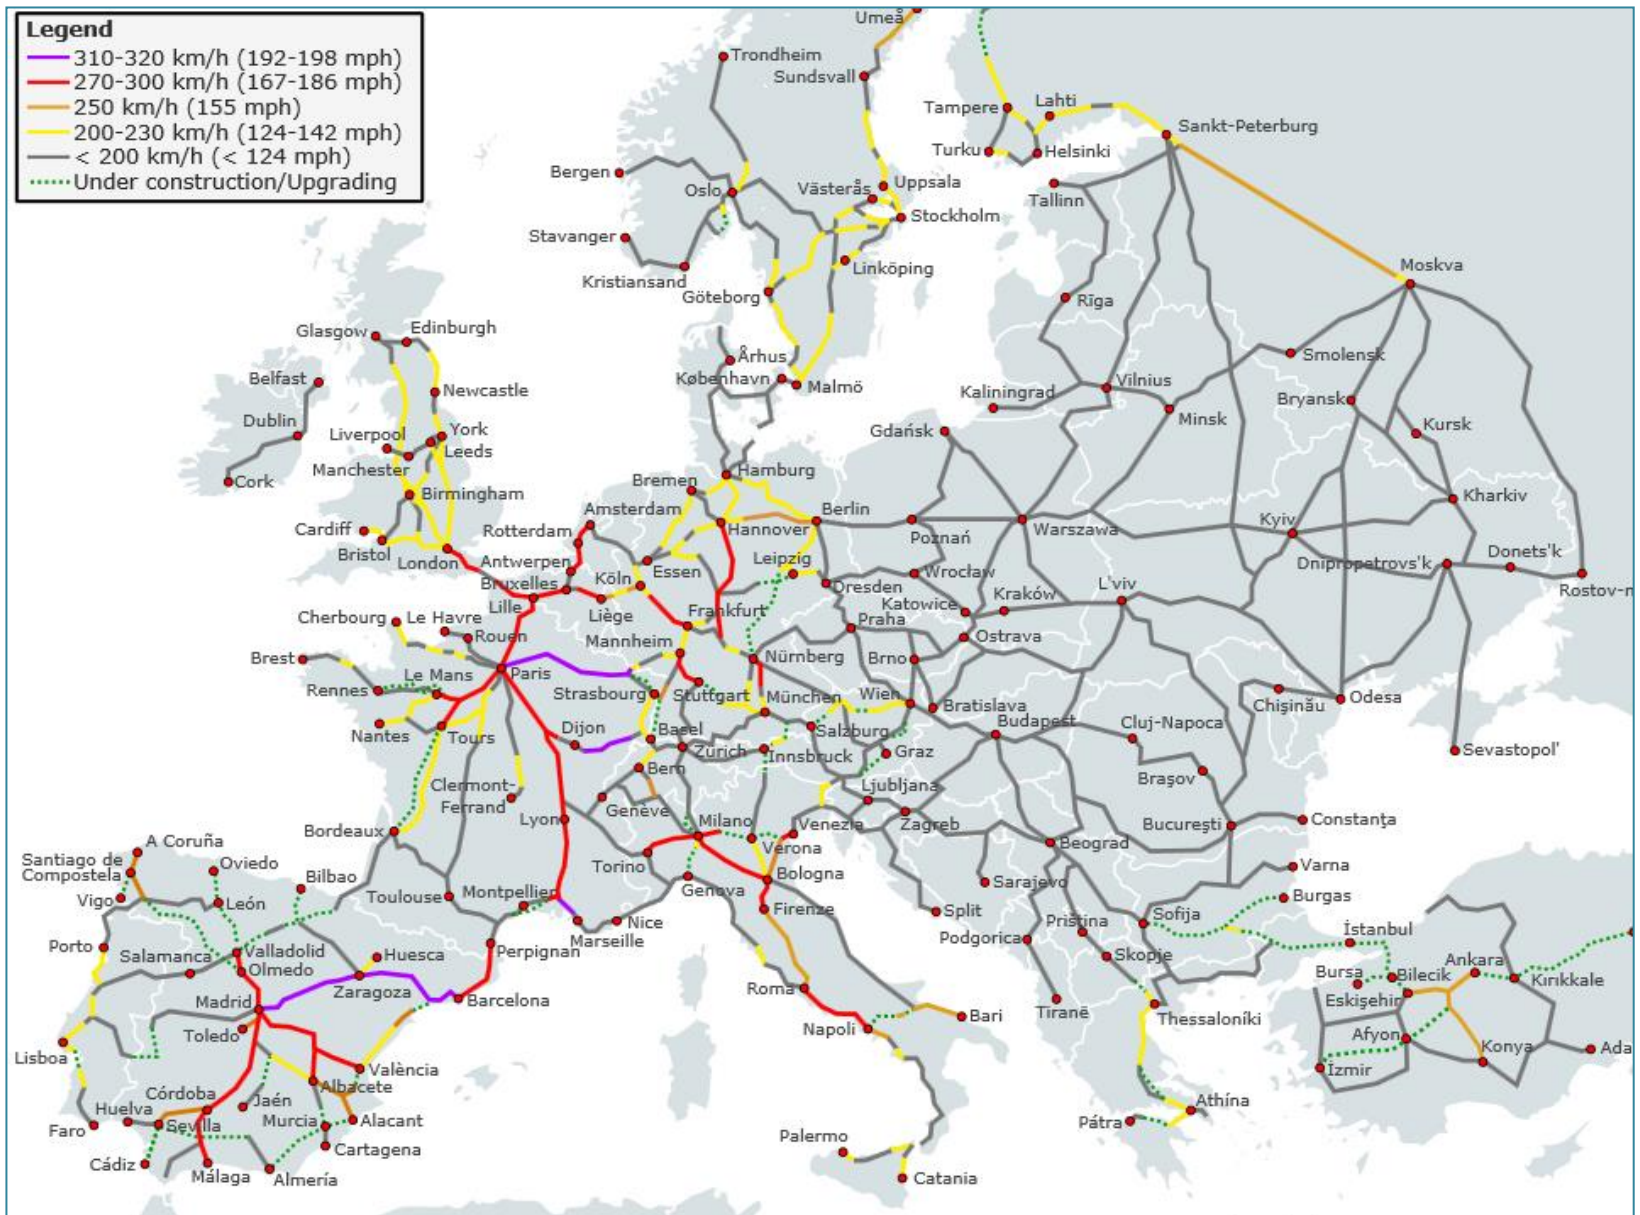 Legend
310-320 km/h (192-198 mph)
270-300 km/h (167-186 mph)
250 km/h (155 mph)
200-230 km/h (124-142 mph)
< 200 km/h (< 124 mph)
Under construction/Upgrading
Umeå
Trondheim
Sundsvall
Tampere
Lahti
Sankt-Peterburg
Turku
Helsinki
Bergen
Oslo
Västerås
Uppsala
Tallinn
Stockholm
Stavanger
Linköping
Moskva
Kristiansand
Göteborg
Rīga
Glasgow
Edinburgh
Århus
Smolensk
Belfast
København
Malmö
Vilnius
Newcastle
Kaliningrad
Minsk
Bryansk
Dublin
Liverpool
York
Gdańsk
Kursk
Leeds
Manchester
Cork
Hamburg
Bremen
Birmingham
Kharkiv
Amsterdam
Cardiff
Rotterdam
Hannover
Berlin
Poznań
Warszawa
Kyiv
Bristol
London
Antwerpen
Essen
Leipzig
Donets'k
Dnipropetrovs'k
Bruxelles
Köln
Wrocław
Dresden
L'viv
Rostov-n
Lille
Liège
Katowice
Kraków
Cherbourg
Le Havre
Frankfurt
Praha
Rouen
Mannheim
Ostrava
Brest
Paris
Nürnberg
Brno
Le Mans
Rennes
Strasbourg
Stuttgart
München
Wien
Bratislava
Chişinău
Odesa
Nantes
Tours
Dijon
Basel
Zürich
Salzburg
Budapest
Cluj-Napoca
Innsbruck
Graz
Sevastopol'
Bern
Clermont-
Ferrand
Genève
Ljubljana
Braşov
Bordeaux
Lyon
Milano
Venezia
Zagreb
Bucureşti
Constanţa
Verona
Beograd
A Coruña
Santiago de
Compostela
Oviedo
Torino
Bilbao
Bologna
Varna
Vigo
León
Toulouse
Montpellier
Genova
Sarajevo
Burgas
Firenze
Split
Nice
Marseille
Priština
Sofija
Porto
Valladolid
Huesca
Perpignan
Podgorica
İstanbul
Salamanca
Olmedo
Skopje
Bursa
Bilecik
Ankara
Kırıkkale
Zaragoza
Roma
Madrid
Barcelona
Eskişehir
Tiranë
Thessaloníki
Toledo
Napoli
Bari
Afyon
Lisboa
València
Konya
Ada
İzmir
Albacete
Córdoba
Huelva
Jaén
Murcia
Alacant
Athína
Sevilla
Pátra
Faro
Cartagena
Palermo
Cádiz
Málaga
Almería
Catania